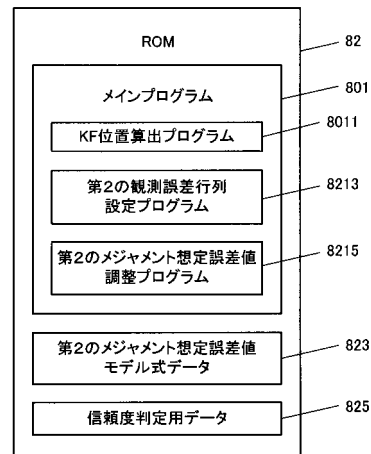 ROM
82
メインプログラム
801
KF位置算出プログラム
8011
第2の観測誤差行列
設定プログラム
8213
第2のメジャメント想定誤差値
調整プログラム
8215
第2のメジャメント想定誤差値
モデル式データ
823
信頼度判定用データ
825